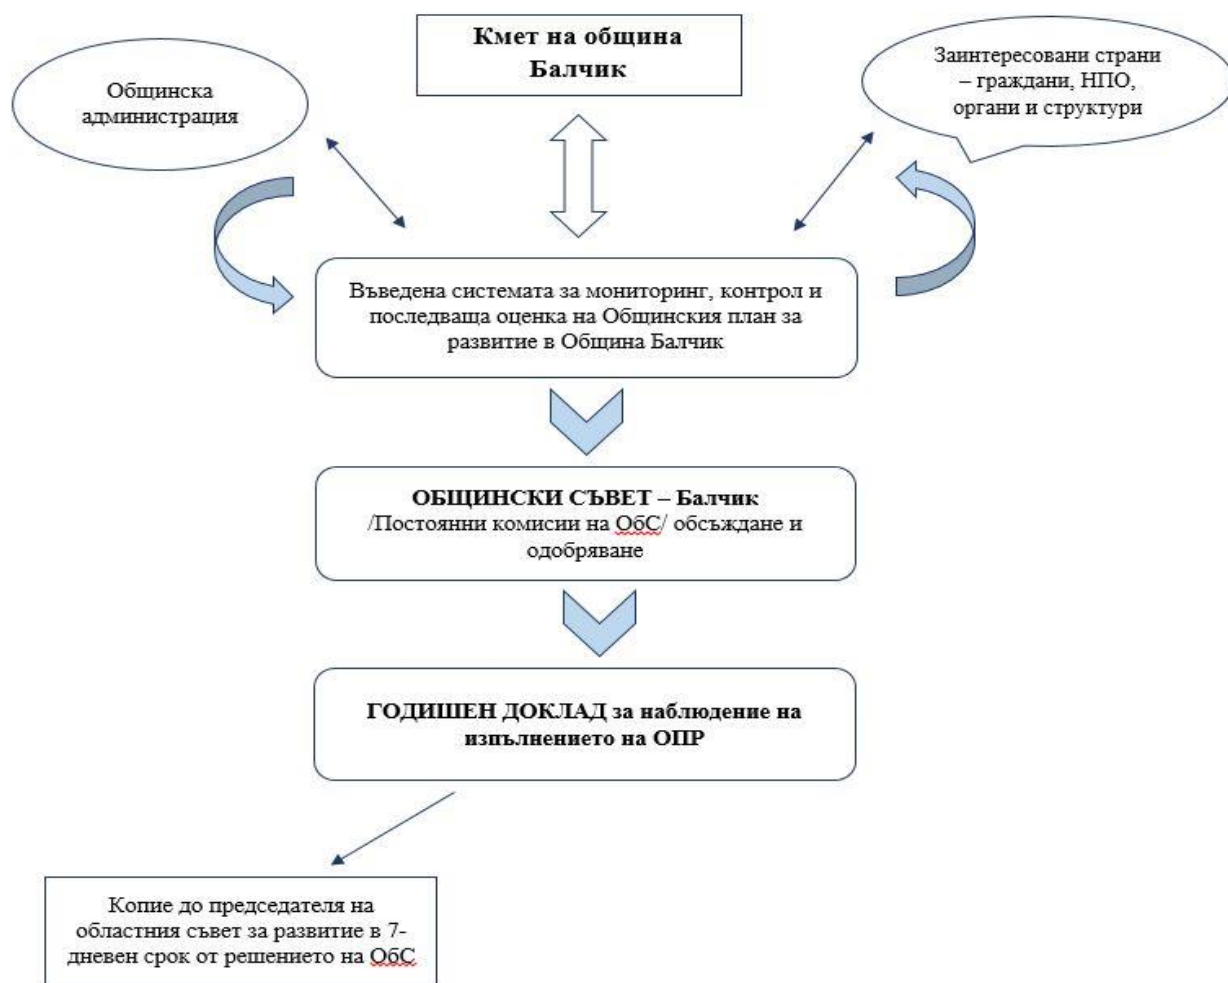 Кмет на община
Балчик
Общинска
администрация
Заинтересовани страни
– граждани, НПО,
органи и структури
Въведена системата за мониторинг, контрол и
последваща оценка на Общинския план за
развитие в Община Балчик
ОБЩИНСКИ СЪВЕТ – Балчик
/Постоянни комисии на ОбС/ обсъждане и
одобряване
ГОДИШЕН ДОКЛАД за наблюдение на
изпълнението на ОПР
Копие до председателя на
областния съвет за развитие в 7-
дневен срок от решението на ОбС